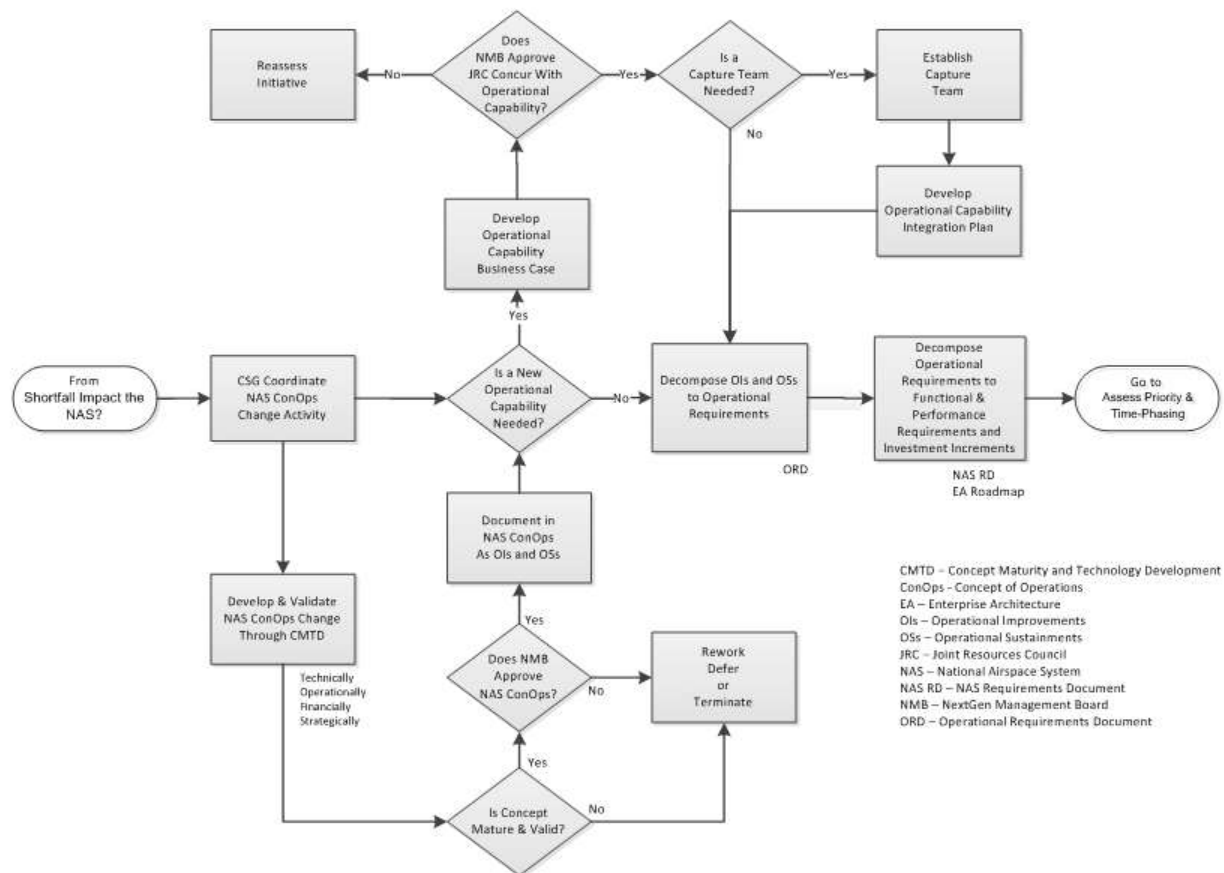 Does
NMB Approve
JRC Concur With
Operational
Capability?
Reassess
Initiative
No
Yes
Is a
Capture Team
Needed?
Yes
No
Establish
Capture
Team
Develop
Operational Capability
Integration Plan
Develop
Operational
Capability
Business Case
Yes
From
Shortfall Impact the
NAS?
CSG Coordinate
NAS ConOps
Change Activity
Is a New
Operational
Capability
Needed?
No
Decompose OIs and OSs
to Operational
Requirements
ORD
Decompose
Operational
Requirements to
Functional &
Performance
Requirements and
Investment Increments
NAS RD
EA Roadmap
Go to
Assess Priority &
Time-Phasing
Document in
NAS ConOps
As OIs and OSs
Yes
Develop & Validate
NAS ConOps Change
Through CMTD
Technically
Operationally
Financially
Strategically
Does NMB
Approve
NAS ConOps?
No
Rework
Defer
or
Terminate
Yes
Is Concept
Mature & Valid?
No
CMTD – Concept Maturity and Technology Development
ConOps - Concept of Operations
EA – Enterprise Architecture
OIs – Operational Improvements
OSs – Operational Sustainments
JRC – Joint Resources Council
NAS – National Airspace System
NAS RD – NAS Requirements Document
NMB – NextGen Management Board
ORD – Operational Requirements Document